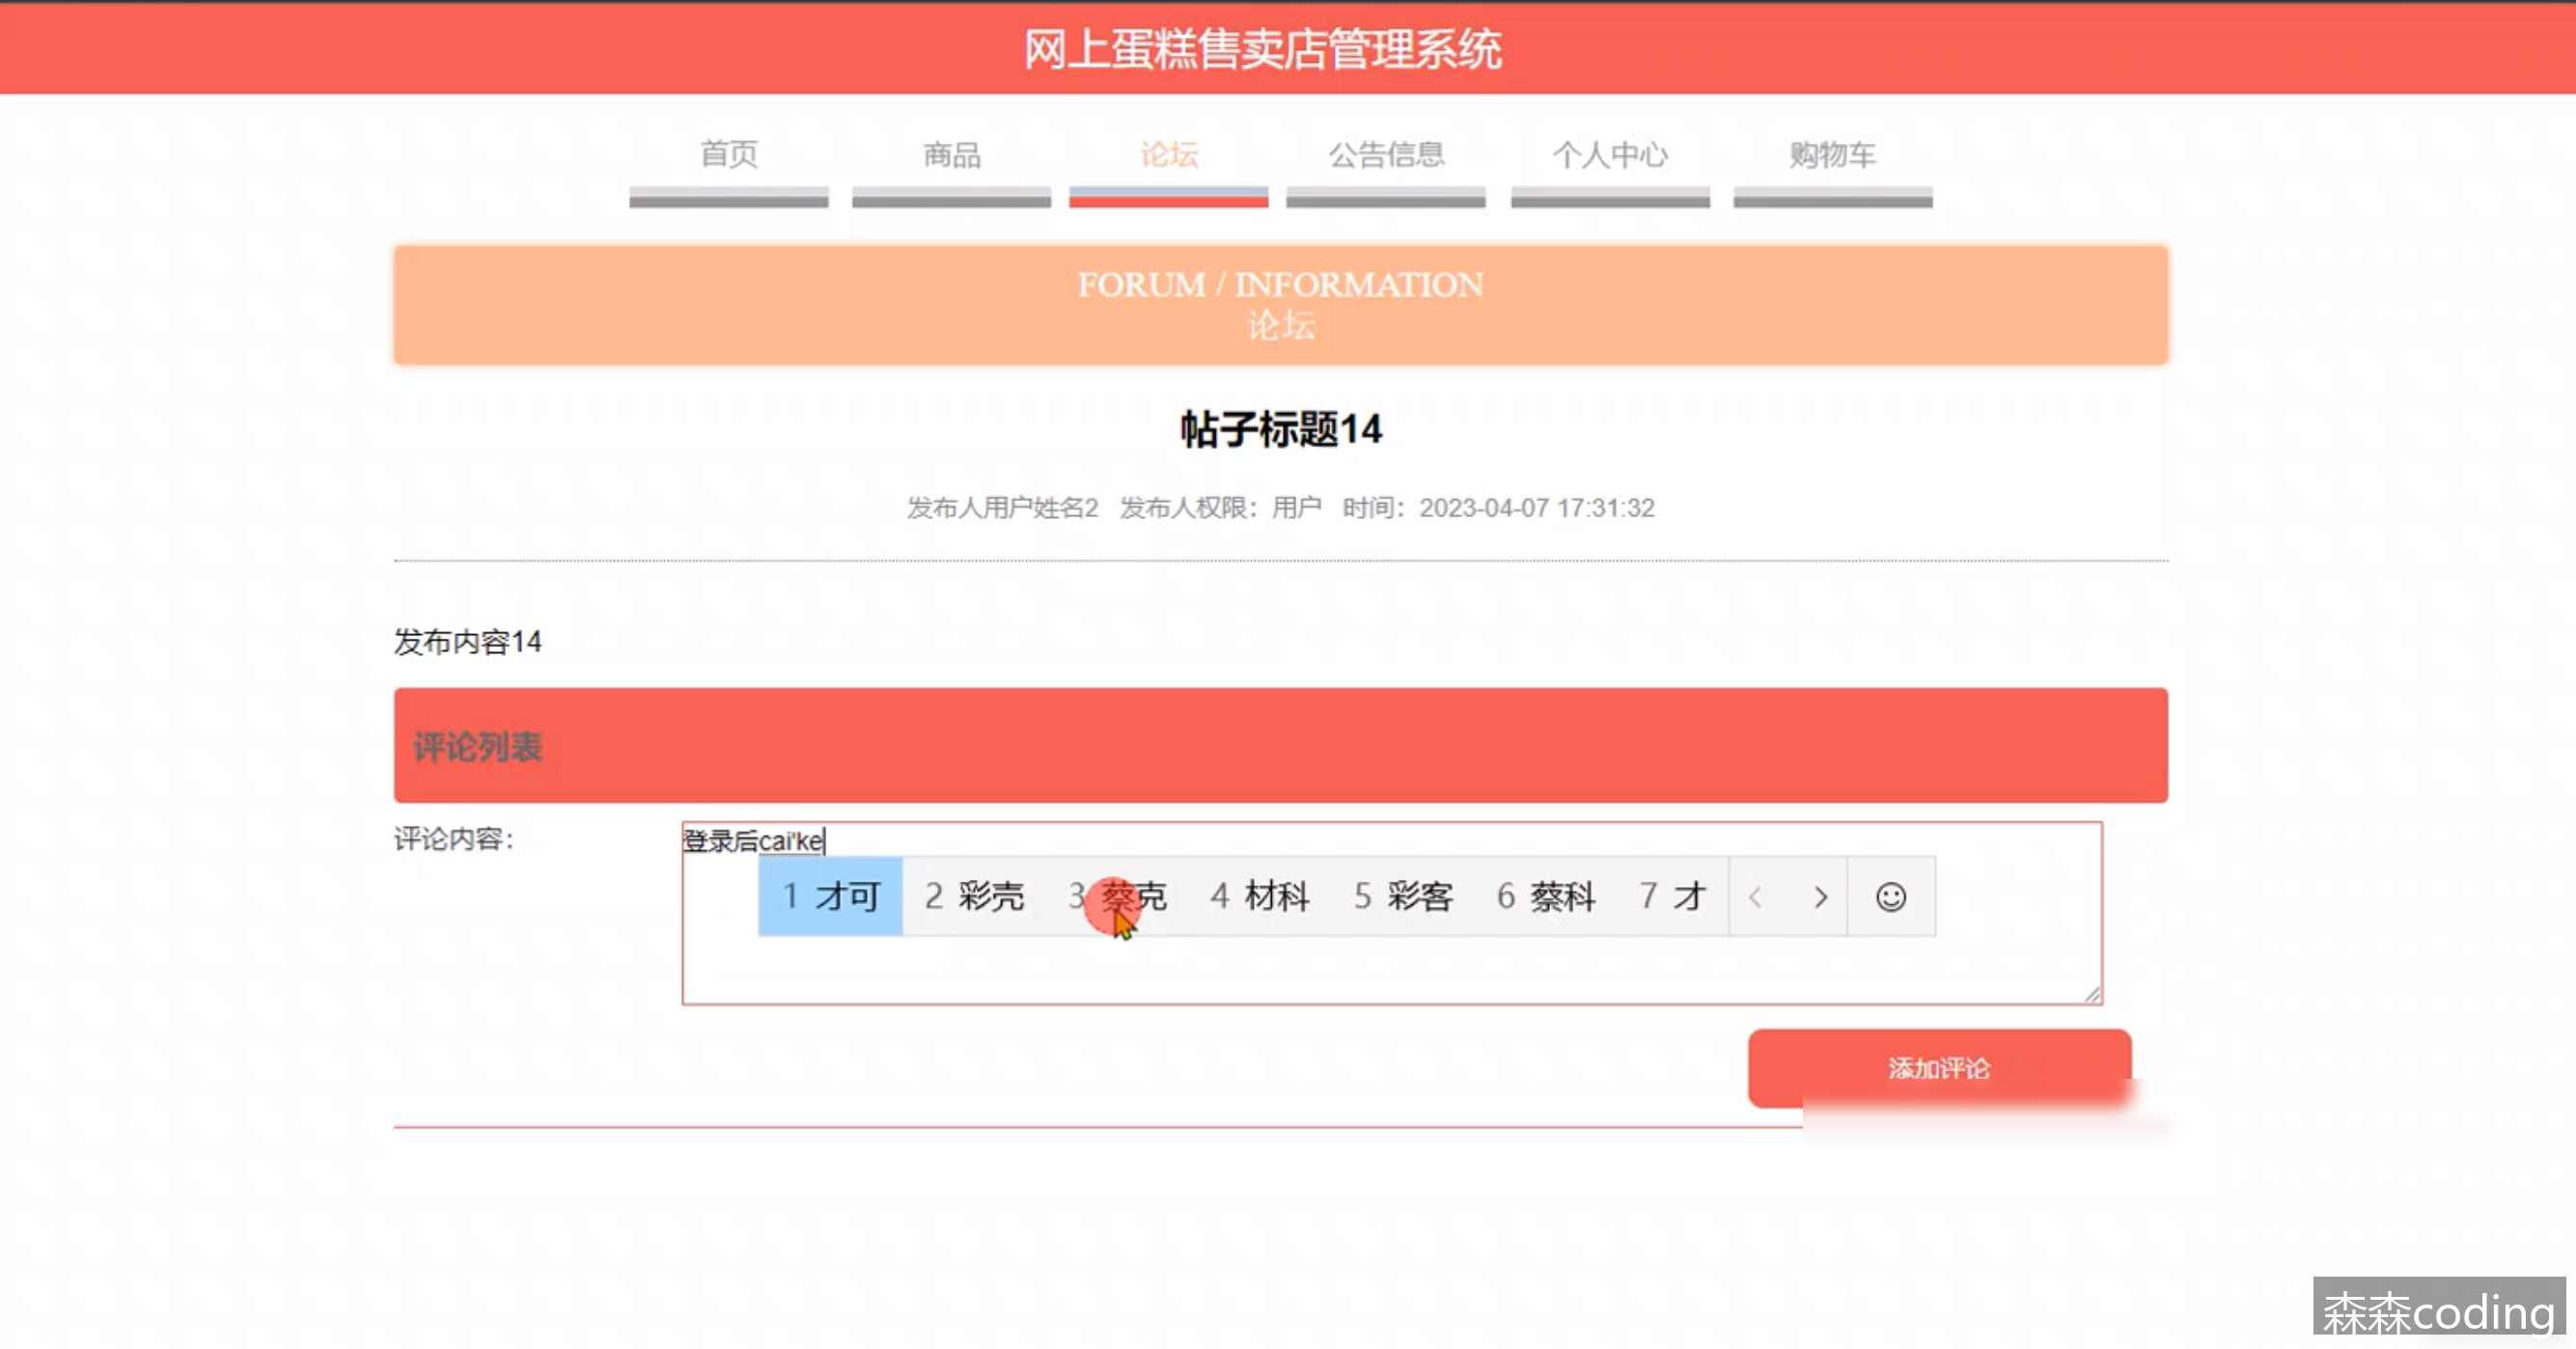 网上蛋糕售卖店管理系统
首页 商品 论坛 公告信息 个人中心 购物车
FORUM / INFORMATION
论坛
帖子标题14
发布人用户姓名2 发布人权限：用户 时间：2023-04-07 17:31:32
发布内容14
评论列表
评论内容：
登录后cai'ke
1 才可 2 彩壳 3 蔡克 4 材科 5 彩客 6 蔡科 7 才
添加评论
森森coding